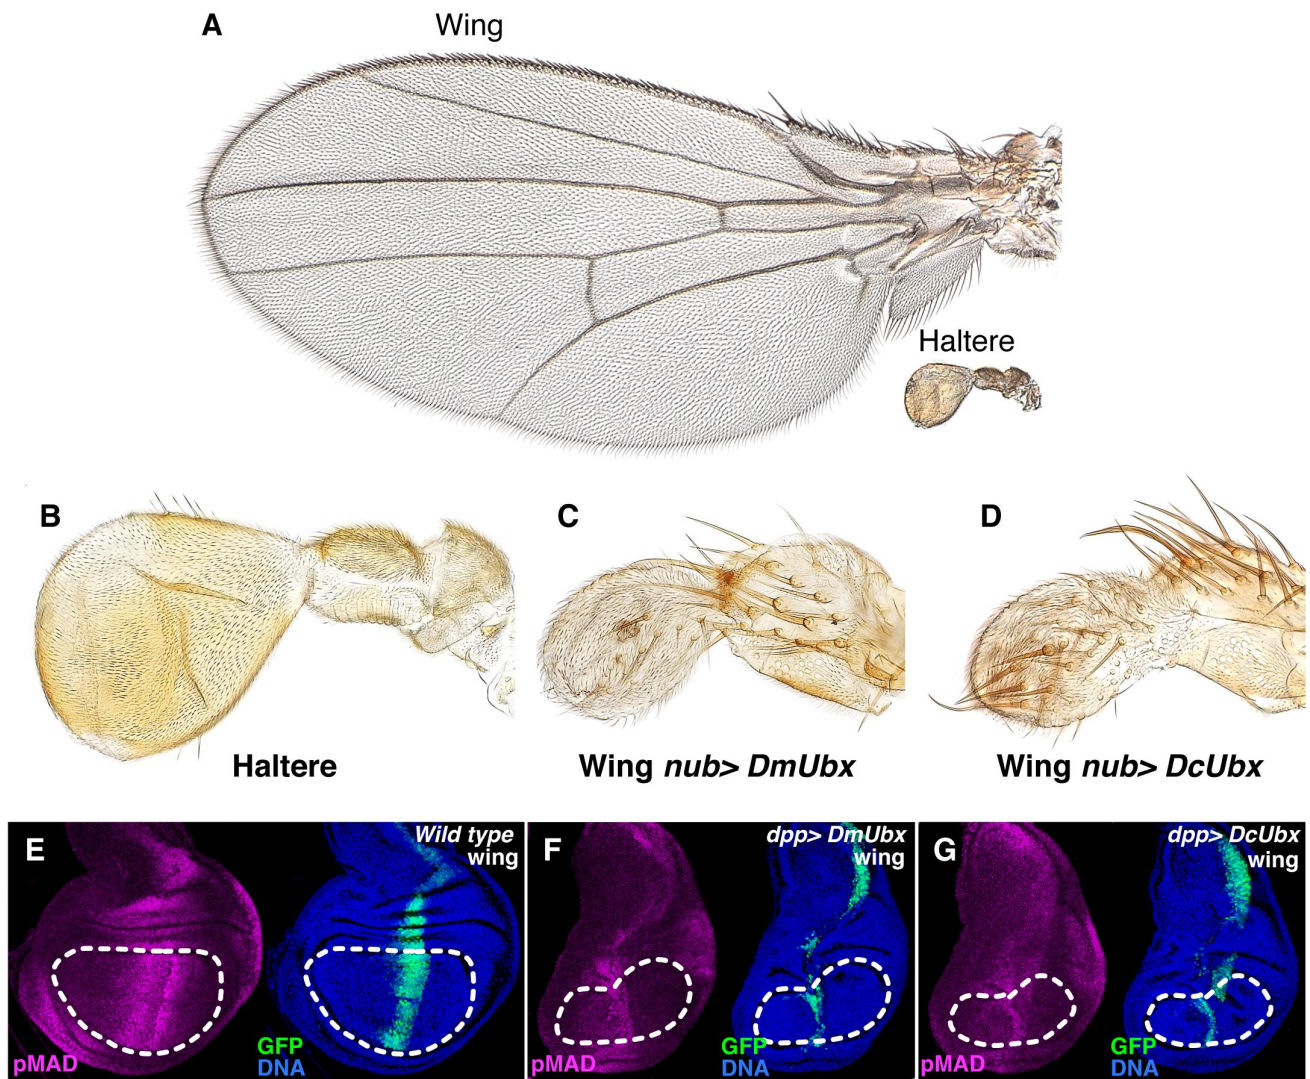 A
Wing
Haltere
B
C
D
Haltere
Wing nub> DmUbx
Wing nub> DcUbx
E
Wild type
wing
pMAD
GFP
DNA
F
dpp> DmUbx
wing
pMAD
GFP
DNA
G
dpp> DcUbx
wing
pMAD
GFP
DNA